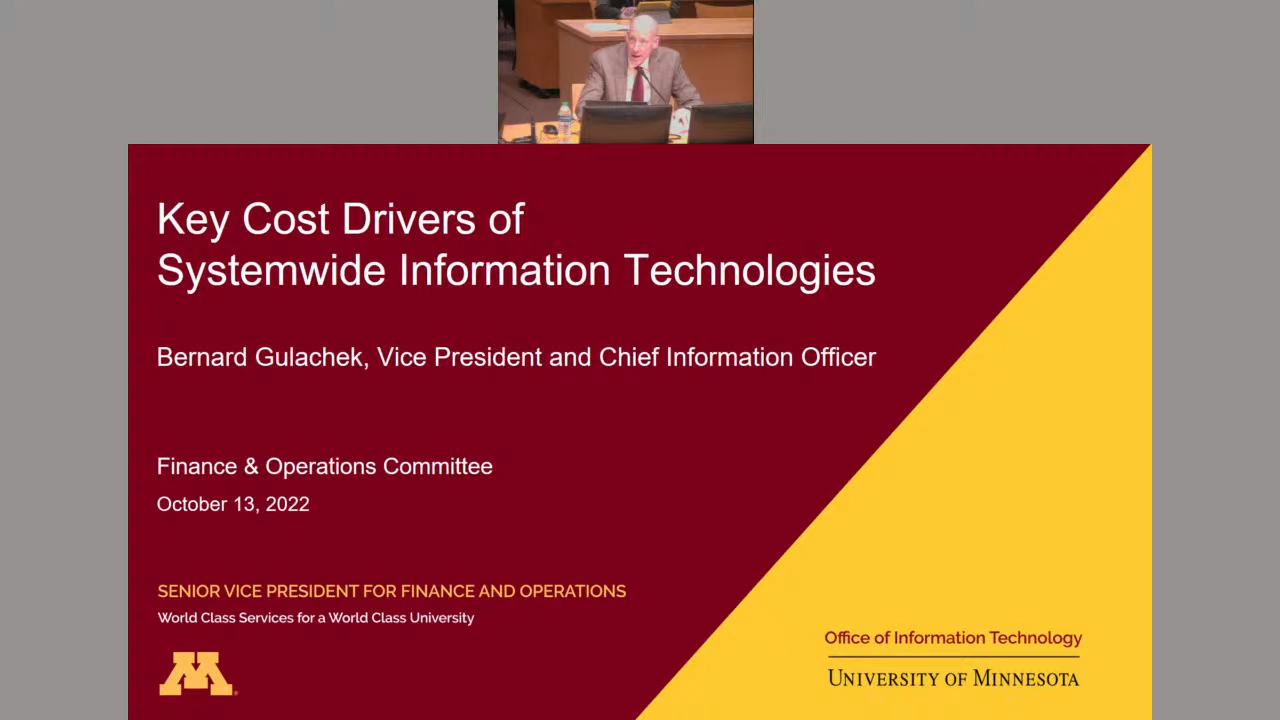 Key Cost Drivers of
Systemwide Information Technologies
Bernard Gulachek, Vice President and Chief Information Officer
Finance & Operations Committee
October 13, 2022
SENIOR VICE PRESIDENT FOR FINANCE AND OPERATIONS
World Class Services for a World Class University
M
Office of Information Technology
UNIVERSITY OF MINNESOTA